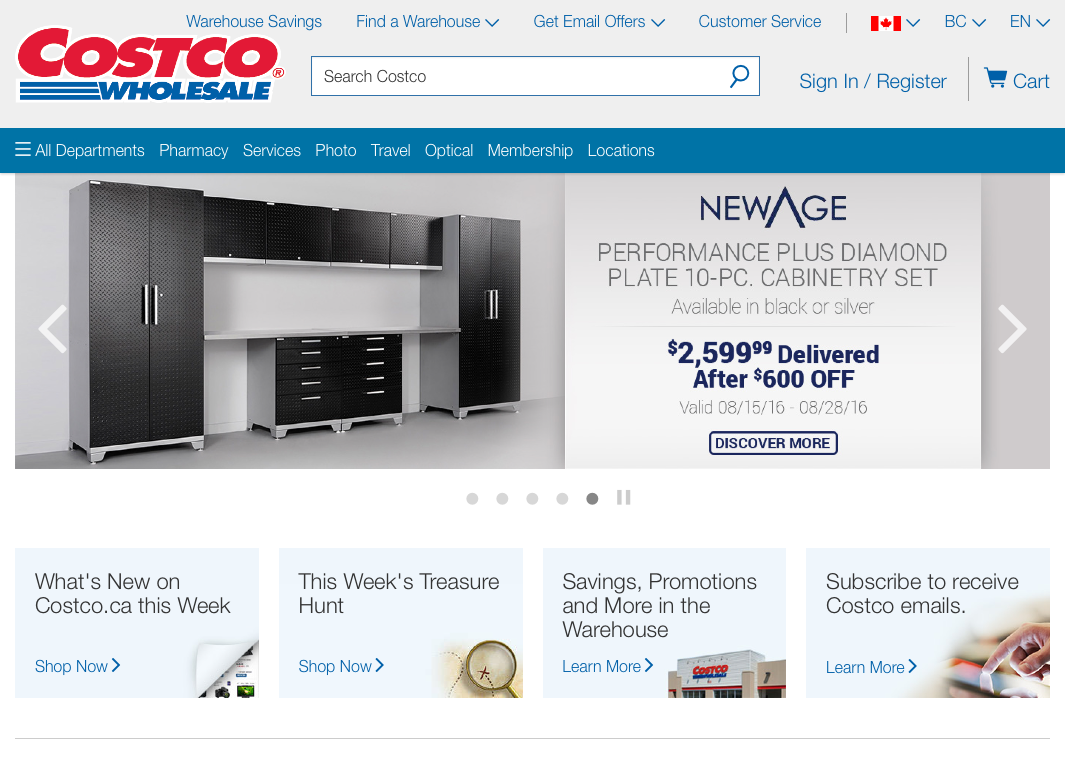 Warehouse Savings
Find a Warehouse
Get Email Offers
Customer Service
BC
EN
COSTCO
WHOLESALE
Search Costco
Sign In / Register
Cart
All Departments
Pharmacy
Services
Photo
Travel
Optical
Membership
Locations
NEWAGE
PERFORMANCE PLUS DIAMOND
PLATE 10-PC. CABINETRY SET
Available in black or silver
$2,599⁹⁹ Delivered
After $600 OFF
Valid 08/15/16 - 08/28/16
DISCOVER MORE
What's New on
Costco.ca this Week
Shop Now
This Week's Treasure
Hunt
Shop Now
Savings, Promotions
and More in the
Warehouse
Learn More
COSTCO
WHOLESALE
Subscribe to receive
Costco emails.
Learn More